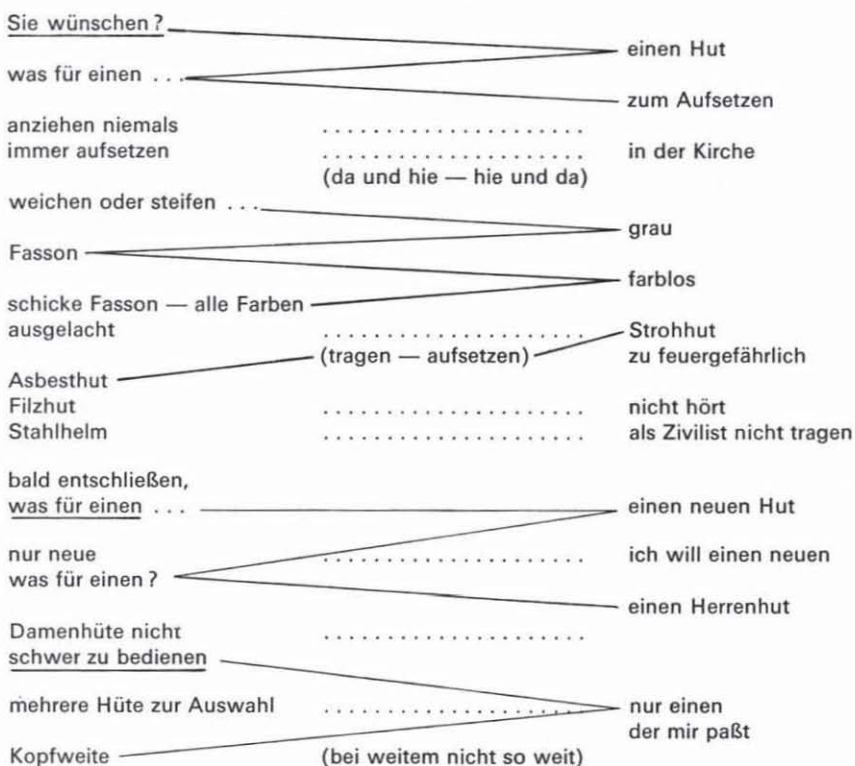 Sie wünschen?
einen Hut
was für einen ...
zum Aufsetzen
anziehen niemals ......................
immer aufsetzen ...................... in der Kirche
(da und hie — hie und da)
weichen oder steifen ...
grau
Fasson
farblos
schicke Fasson — alle Farben
ausgelacht ...................... Strohhut
(tragen — aufsetzen) zu feuergefährlich
Asbesthut
Filzhut ...................... nicht hört
Stahlhelm ...................... als Zivilist nicht tragen
bald entschließen,
was für einen ... einen neuen Hut
nur neue ...................... ich will einen neuen
was für einen?
einen Herrenhut
Damenhüte nicht ......................
schwer zu bedienen
mehrere Hüte zur Auswahl ...................... nur einen
der mir paßt
Kopfweite (bei weitem nicht so weit)